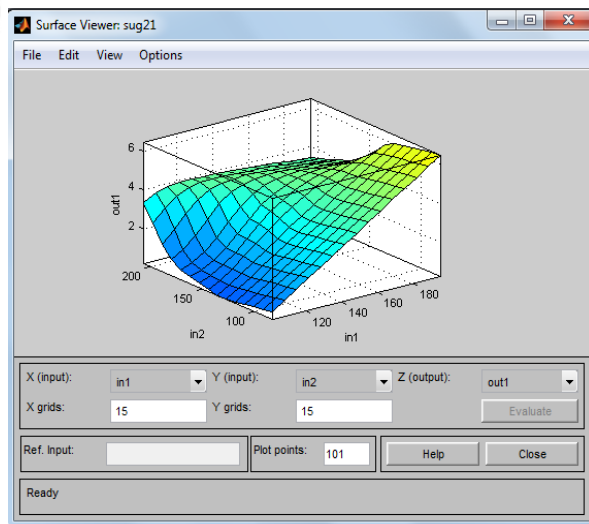 Surface Viewer: sug21
File Edit View Options
6
4
2
out1
200
150
100
in2
120
140
160
180
in1
X (input): in1 Y (input): in2 Z (output): out1
X grids: 15 Y grids: 15 Evaluate
Ref. Input: Plot points: 101 Help Close
Ready